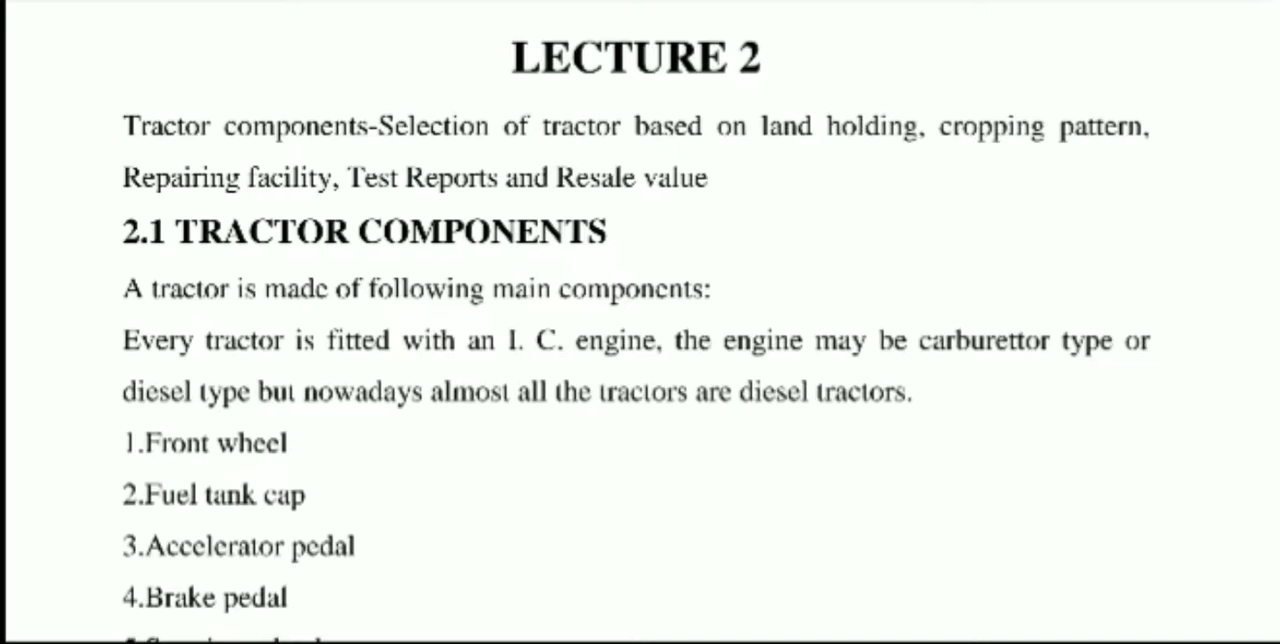 LECTURE 2
Tractor components-Selection of tractor based on land holding, cropping pattern,
Repairing facility, Test Reports and Resale value
2.1 TRACTOR COMPONENTS
A tractor is made of following main components:
Every tractor is fitted with an I. C. engine, the engine may be carburettor type or
diesel type but nowadays almost all the tractors are diesel tractors.
1.Front wheel
2.Fuel tank cap
3.Accelerator pedal
4.Brake pedal